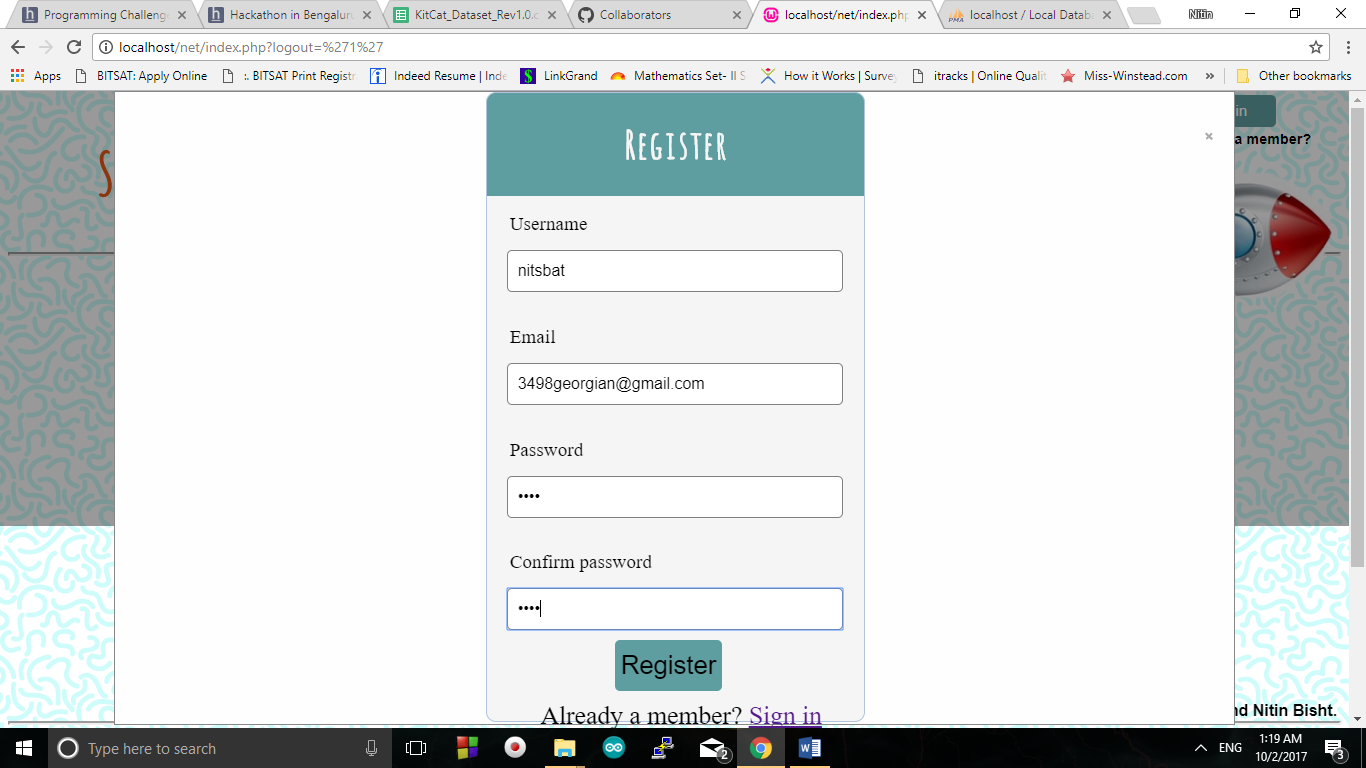 Programming Challeng
Hackathon in Bengalur
KitCat_Dataset_Rev1.0.c
Collaborators
localhost/net/index.php
localhost / Local Datab
Nitin
localhost/net/index.php?logout=%271%27
Apps
BITSAT: Apply Online
:. BITSAT Print Registr
Indeed Resume | Inde
LinkGrand
Mathematics Set- II S
How it Works | Survey
itracks | Online Qualit
Miss-Winstead.com
»
Other bookmarks
Register
×
in
a member?
S
Username
nitsbat
Email
3498georgian@gmail.com
Password
••••
Confirm password
••••
Register
Already a member? Sign in
nd Nitin Bisht.
Type here to search
2
ENG
1:19 AM
10/2/2017
3